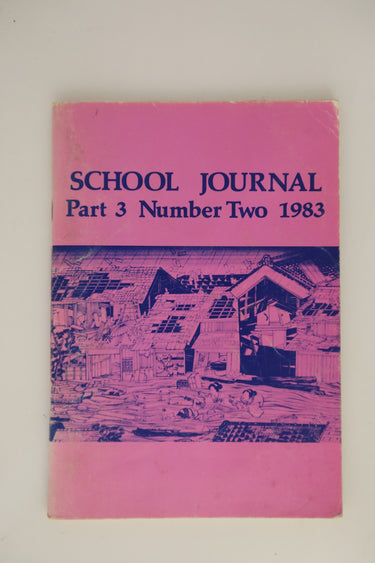 SCHOOL JOURNAL
Part 3 Number Two 1983